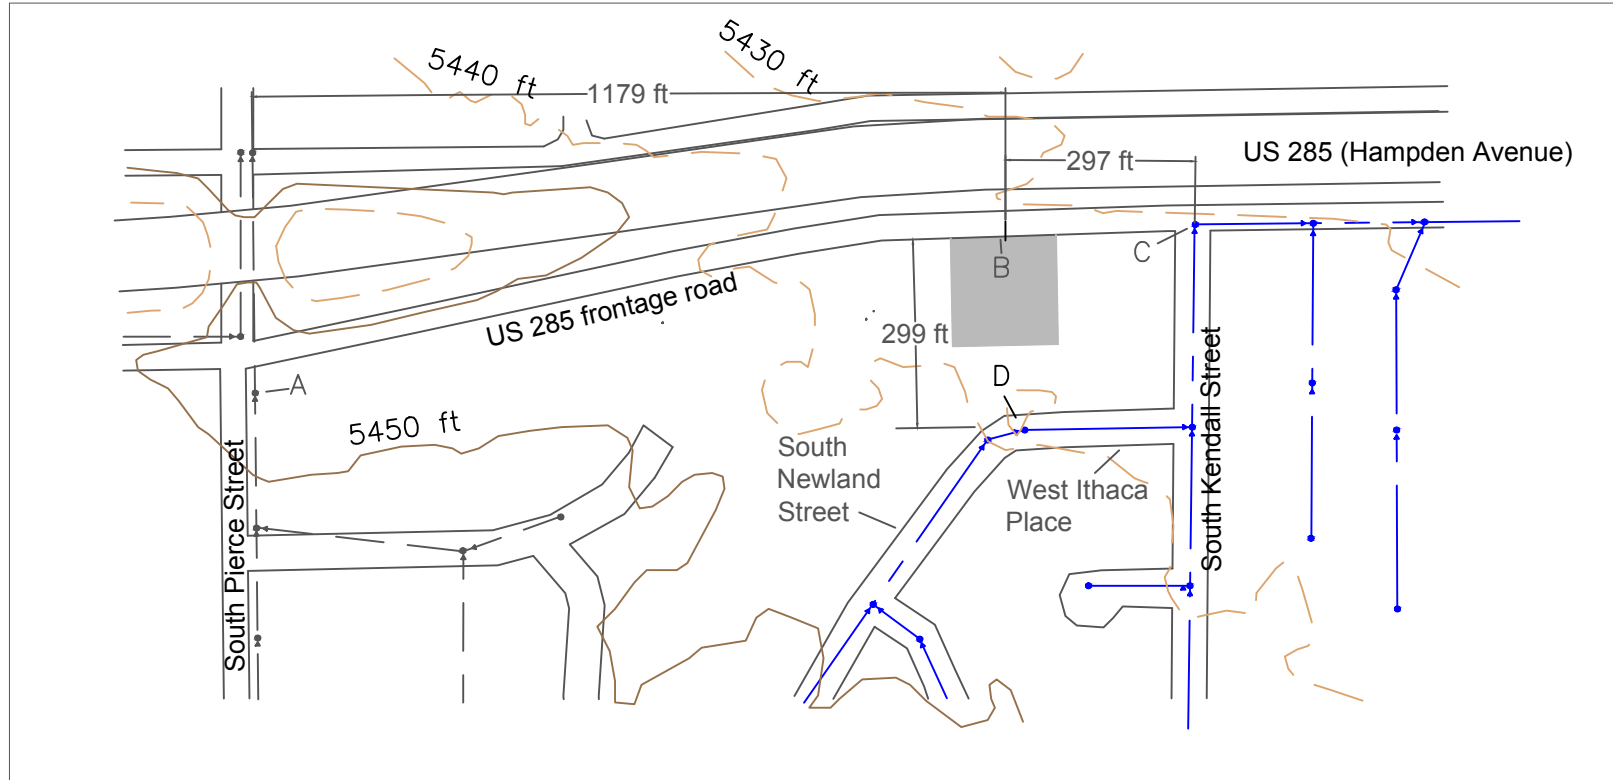 5440 ft
5430 ft
1179 ft
297 ft
US 285 (Hampden Avenue)
C
B
US 285 frontage road
299 ft
A
D
5450 ft
South Pierce Street
South
Newland
Street
West Ithaca
Place
South Kendall Street